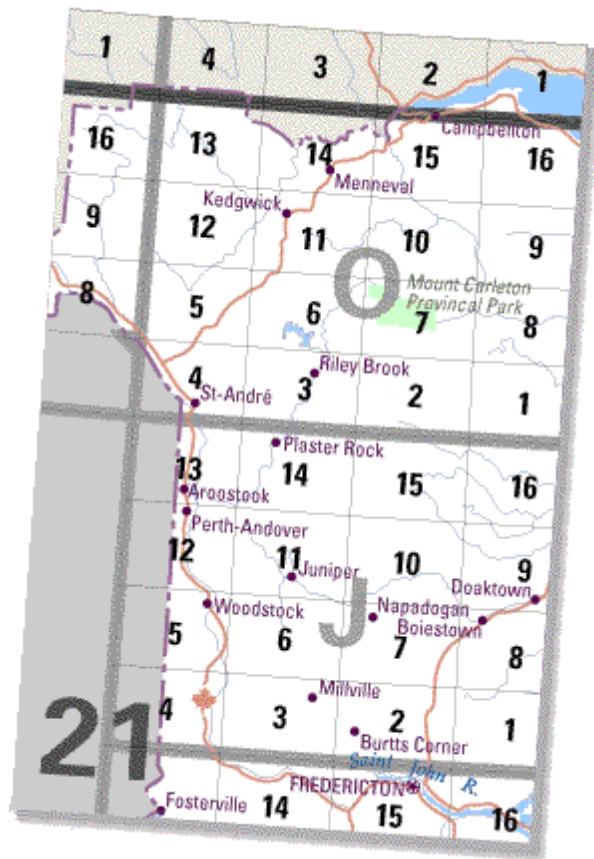 1
4
3
2
1
Campbellton
16
13
14
15
16
Menneval
Kedgwick
9
12
11
10
9
O
Mount Carleton
Provincal Park
8
5
6
7
8
Riley Brook
4
3
2
1
St-André
Plaster Rock
13
14
15
16
Aroostook
Perth-Andover
12
11
10
9
Juniper
Doaktown
J
Woodstock
Napadogan
Boiestown
5
6
7
8
Millville
4
3
2
1
21
Burtts Corner
Saint John R.
FREDERICTON
Fosterville
14
15
16